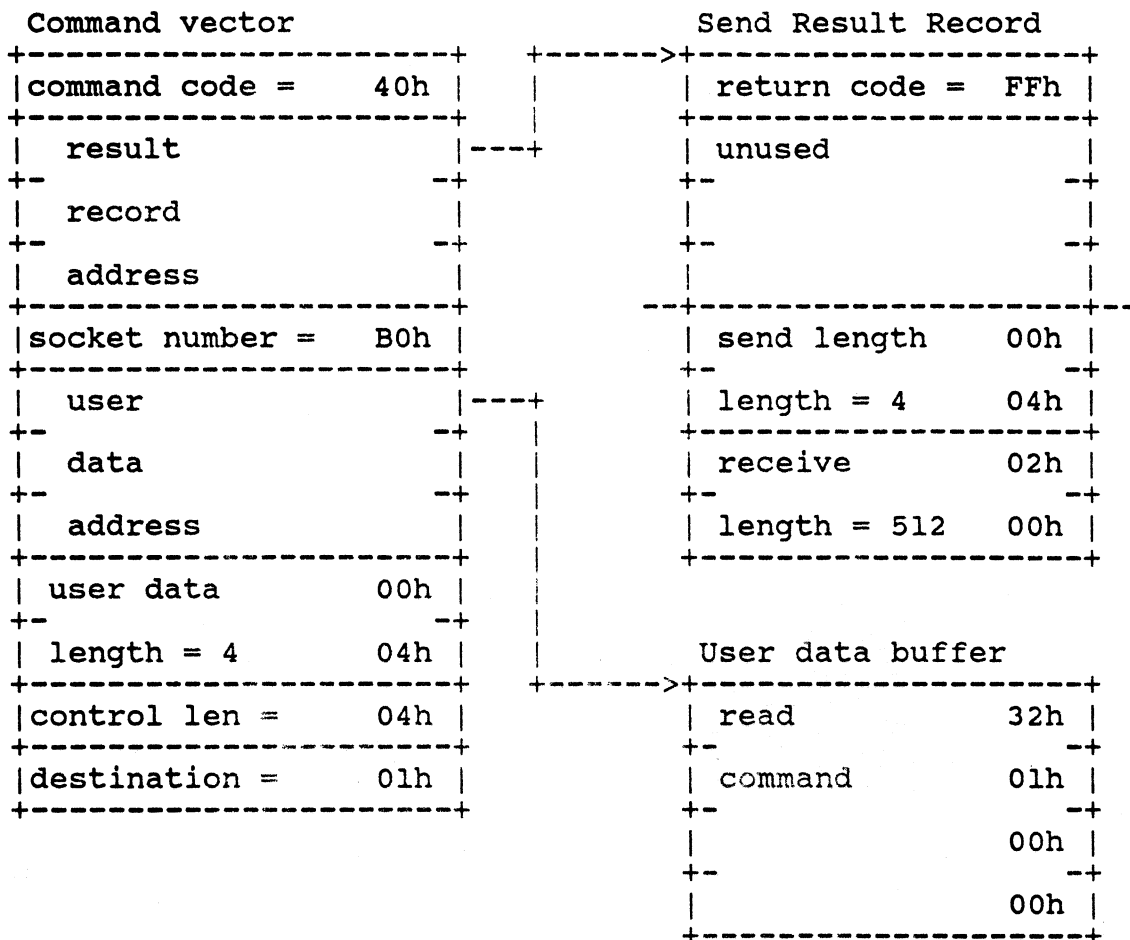 Command vector
command code = 40h
result
record
address
socket number = B0h
user
data
address
user data 00h
length = 4 04h
control len = 04h
destination = 01h
Send Result Record
return code = FFh
unused
send length 00h
length = 4 04h
receive 02h
length = 512 00h
User data buffer
read 32h
command 01h
00h
00h